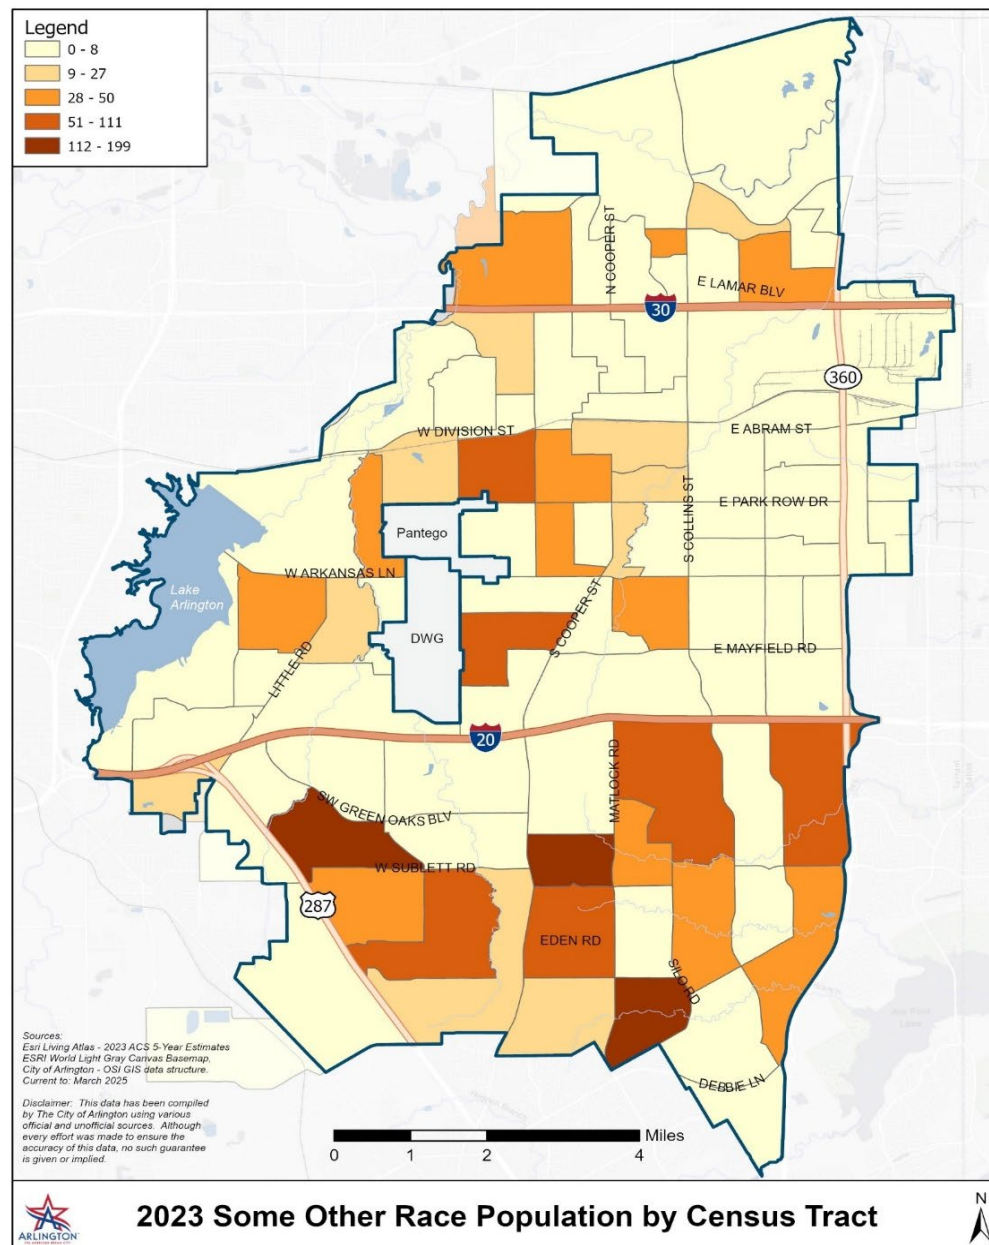 Legend
0 - 8
9 - 27
28 - 50
51 - 111
112 - 199
N COOPER ST
E LAMAR BLV
30
360
W DIVISION ST
E ABRAM ST
S COLLINS ST
E PARK ROW DR
Pantego
W ARKANSAS LN
Lake
Arlington
DWG
S COOPER ST
E MAYFIELD RD
LITTLE RD
20
MATLOCK RD
SW GREEN OAKS BLV
W SUBLETT RD
287
EDEN RD
SILO RD
DEBBIE LN
Sources:
Esri Living Atlas - 2023 ACS 5-Year Estimates
ESRI World Light Gray Canvas Basemap,
City of Arlington - OSI GIS data structure.
Current to: March 2025
Disclaimer: This data has been compiled
by The City of Arlington using various
official and unofficial sources. Although
every effort was made to ensure the
accuracy of this data, no such guarantee
is given or implied.
Miles
0 1 2 4
ARLINGTON
2023 Some Other Race Population by Census Tract
N